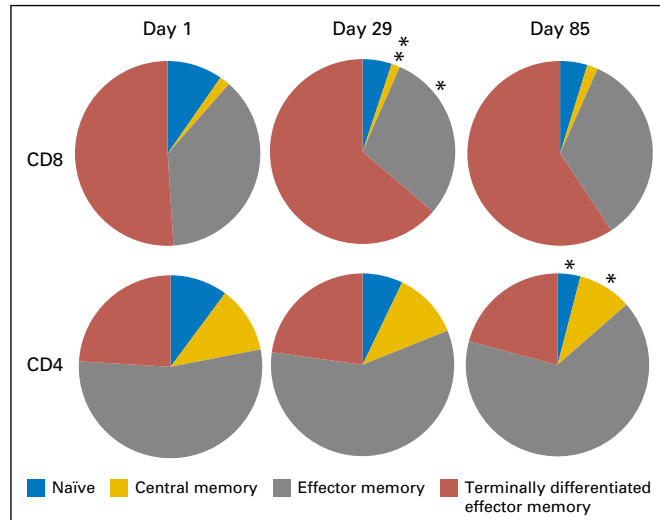 Day 1 Day 29 Day 85
* *
*
CD8
* *
CD4
Naïve Central memory Effector memory Terminally differentiated
effector memory